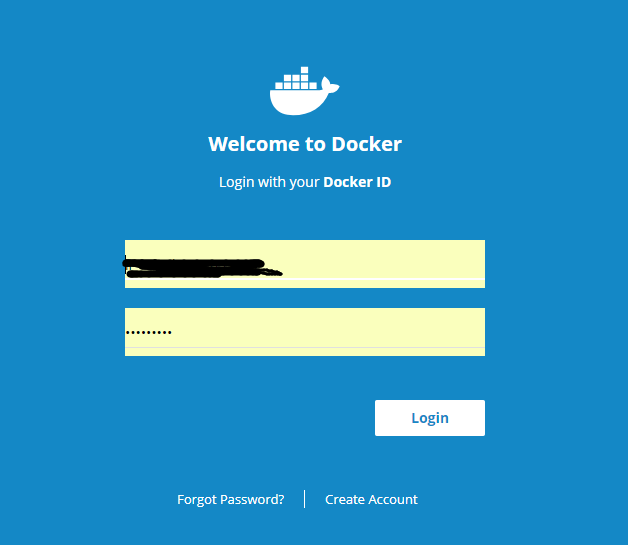 Welcome to Docker
Login with your Docker ID
•••••••••
Login
Forgot Password?
Create Account